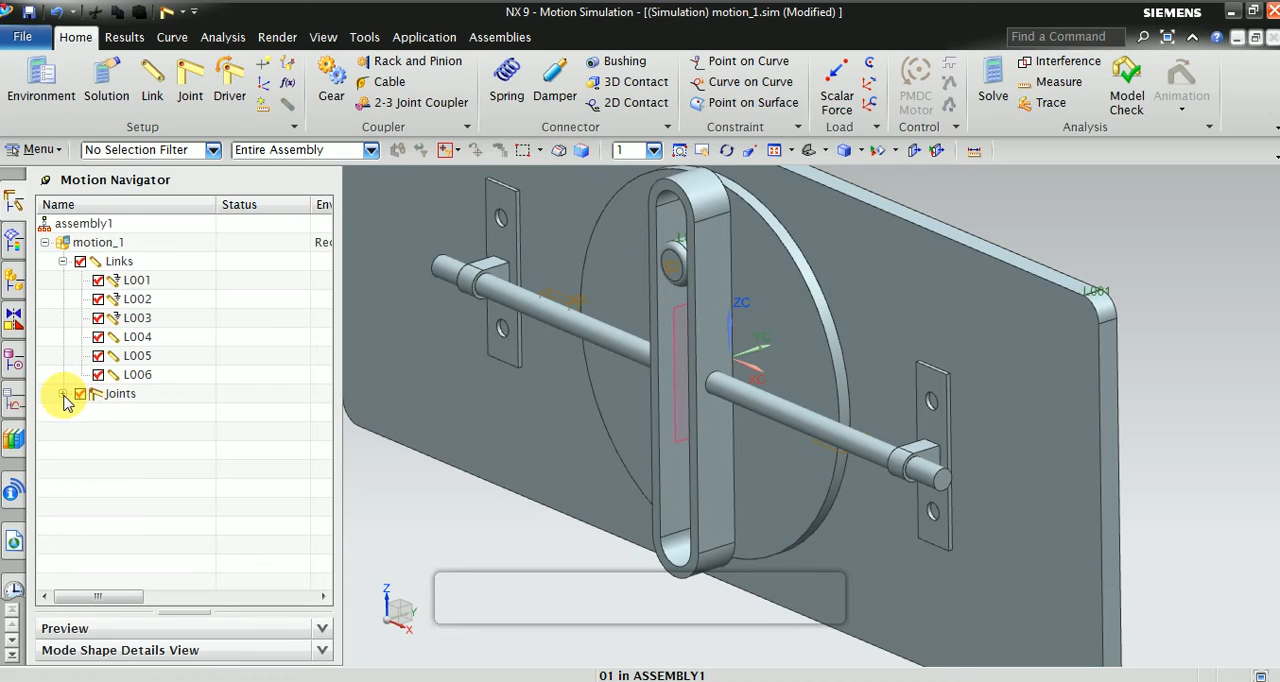 NX 9 - Motion Simulation - [(Simulation) motion_1.sim (Modified) ]
SIEMENS
File
Home
Results
Curve
Analysis
Render
View
Tools
Application
Assemblies
Find a Command
Environment
Solution
Link
Joint
Driver
f(x)
Setup
Gear
Rack and Pinion
Cable
2-3 Joint Coupler
Coupler
Spring
Damper
Bushing
3D Contact
2D Contact
Connector
Point on Curve
Curve on Curve
Point on Surface
Constraint
Scalar Force
Load
PMDC Motor
Control
Solve
Interference
Measure
Trace
Model Check
Animation
Analysis
Menu
No Selection Filter
Entire Assembly
1
Motion Navigator
Name
Status
Env
assembly1
motion_1
Rec
Links
L001
L002
L003
L004
L005
L006
Joints
Preview
Mode Shape Details View
L001
ZC
YC
XC
Z
Y
X
01 in ASSEMBLY1